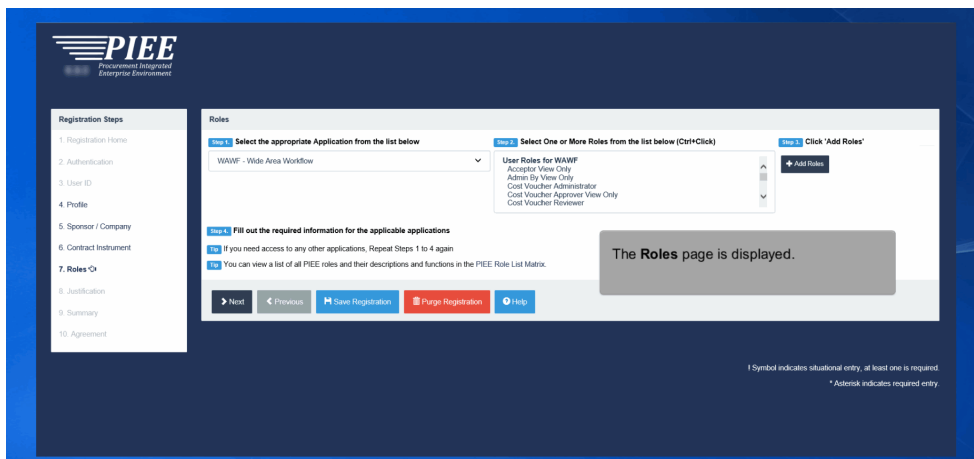 PIEE
Procurement Integrated
Enterprise Environment
Registration Steps
1. Registration Home
2. Authentication
3. User ID
4. Profile
5. Sponsor / Company
6. Contract Instrument
7. Roles
8. Justification
9. Summary
10. Agreement
Roles
Step 1. Select the appropriate Application from the list below
WAWF - Wide Area Workflow
Step 2. Select One or More Roles from the list below (Ctrl+Click)
User Roles for WAWF
Acceptor View Only
Admin By View Only
Cost Voucher Administrator
Cost Voucher Approver View Only
Cost Voucher Reviewer
Step 3. Click 'Add Roles'
+ Add Roles
Step 4. Fill out the required information for the applicable applications
Tip If you need access to any other applications, Repeat Steps 1 to 4 again
Tip You can view a list of all PIEE roles and their descriptions and functions in the PIEE Role List Matrix.
The Roles page is displayed.
Next Previous Save Registration Purge Registration Help
! Symbol indicates situational entry, at least one is required.
* Asterisk indicates required entry.